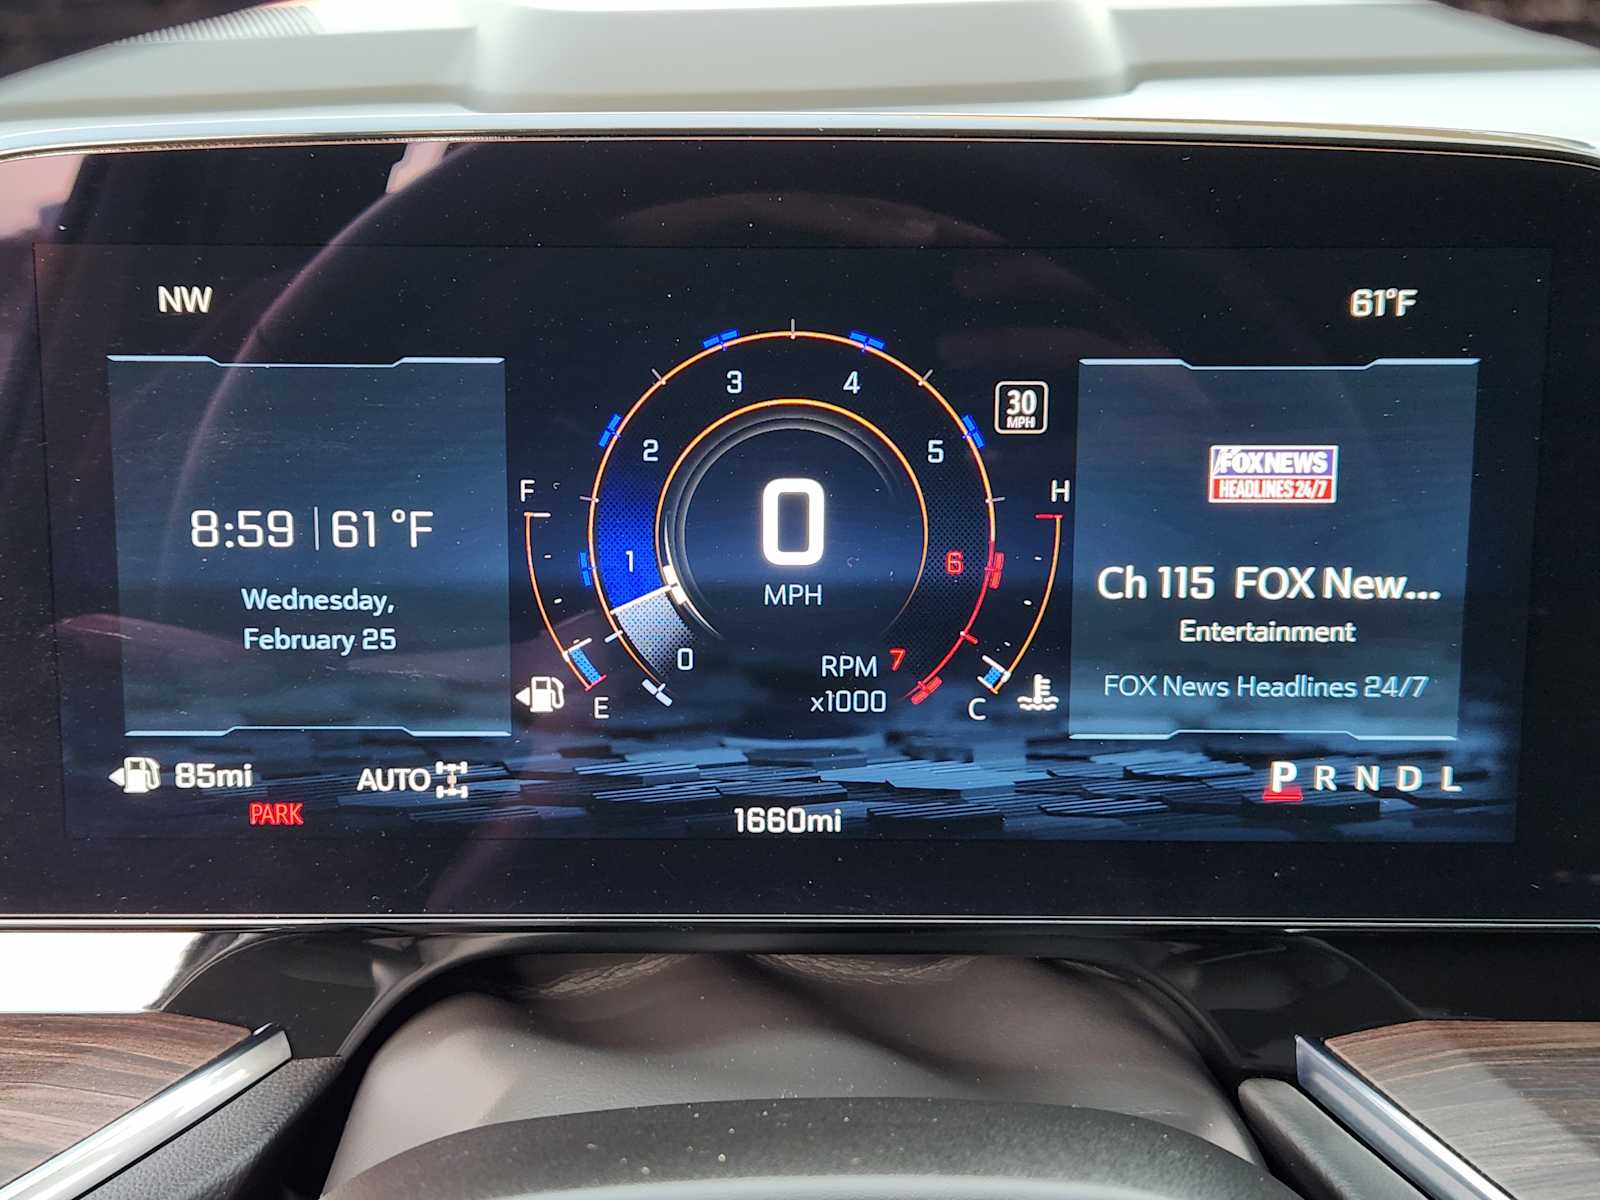 NW
61°F
8:59 | 61 °F
Wednesday,
February 25
F
E
0
1
2
3
4
5
6
7
0
MPH
RPM
x1000
30
MPH
H
C
FOX NEWS
HEADLINES 24/7
Ch 115 FOX New...
Entertainment
FOX News Headlines 24/7
85mi
AUTO
PARK
1660mi
P R N D L